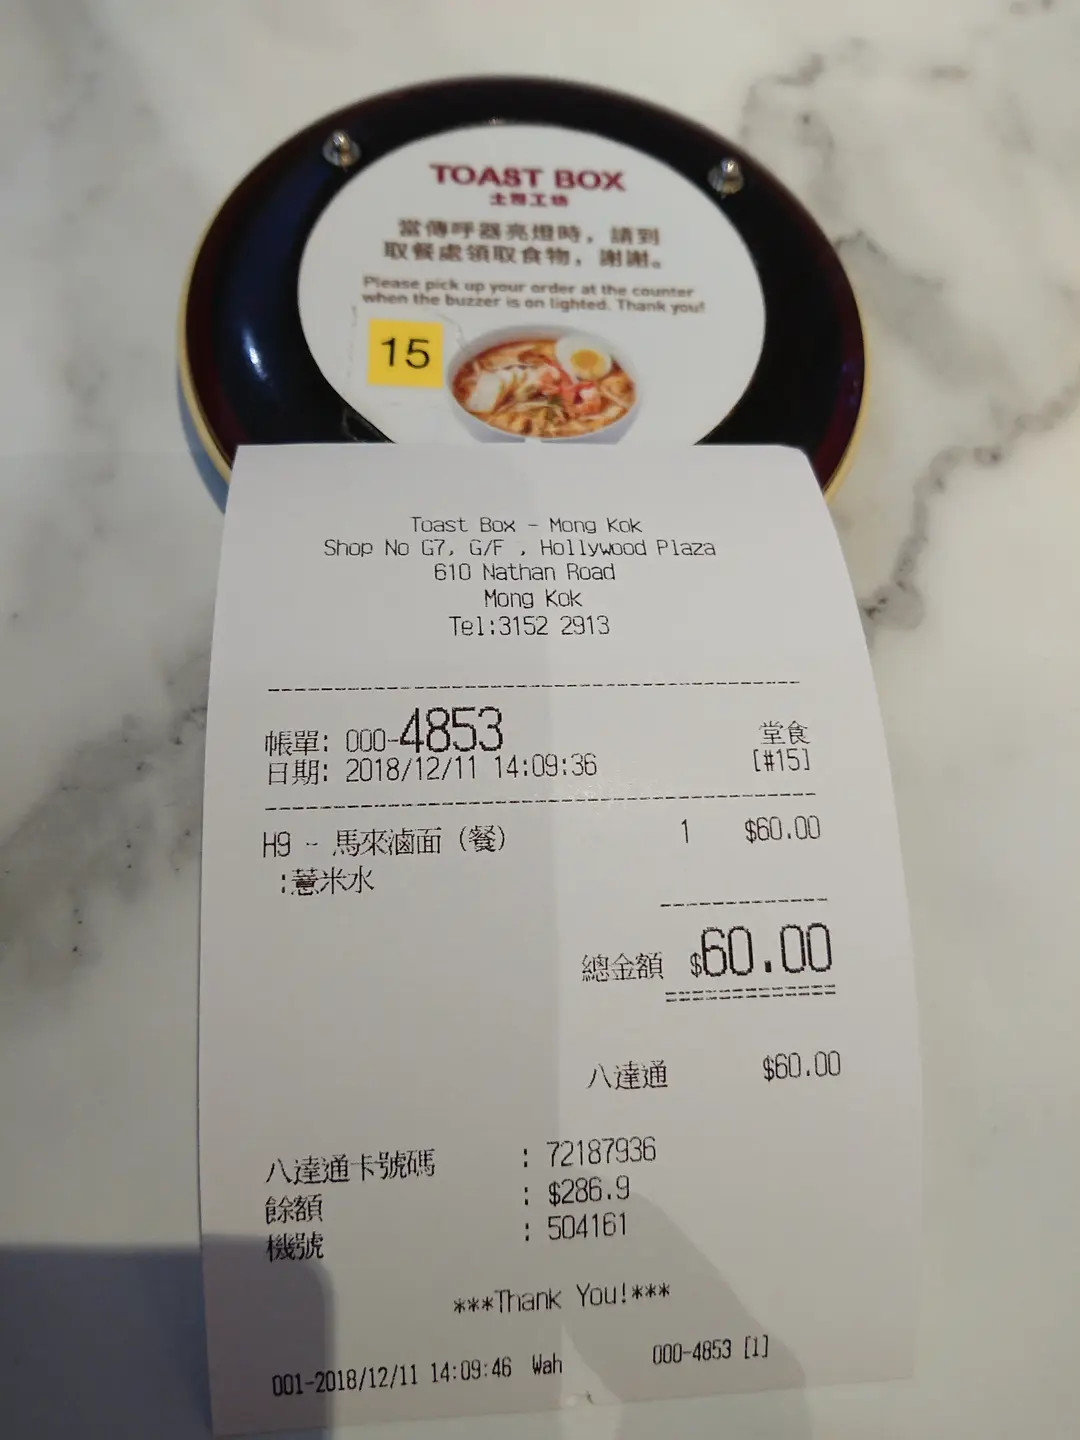 TOAST BOX
土司工坊
當傳呼器亮燈時，請到
取餐處領取食物，謝謝。
Please pick up your order at the counter
when the buzzer is on lighted. Thank you!
15
Toast Box - Mong Kok
Shop No G7, G/F , Hollywood Plaza
610 Nathan Road
Mong Kok
Tel:3152 2913
帳單: 000-4853 堂食
日期: 2018/12/11 14:09:36 [#15]
H9 - 馬來滷面 (餐) 1 $60.00
:薏米水
總金額 $60.00
八達通 $60.00
八達通卡號碼 : 72187936
餘額 : $286.9
機號 : 504161
***Thank You!***
001-2018/12/11 14:09:46 Wah 000-4853 [1]